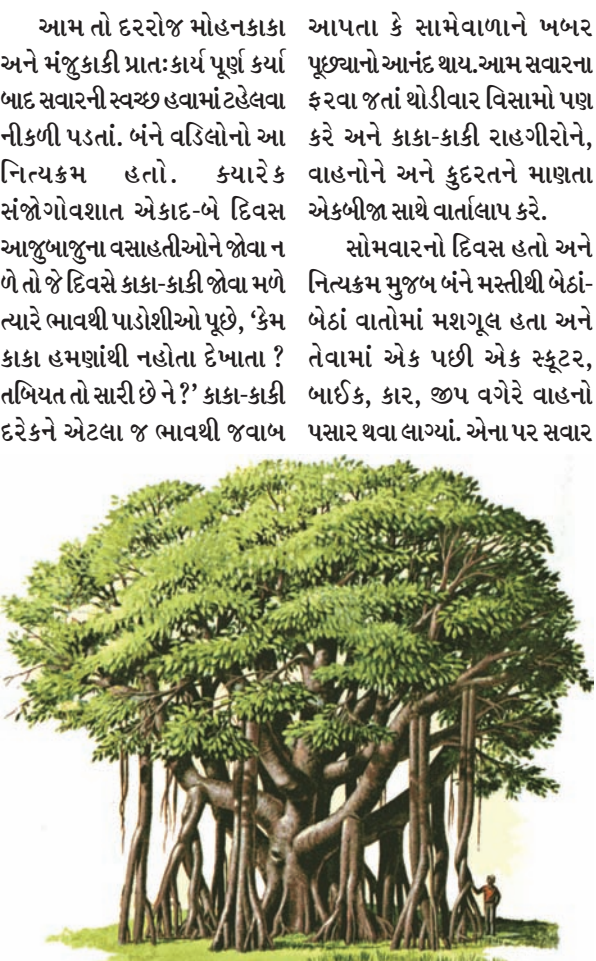 આમ તો દરરોજ મોહનકાકા
અને મંજુકાકી પ્રાતઃકાર્ય પૂર્ણ કર્યા
બાદ સવારની સ્વચ્છ હવામાં ટહેલવા
નીકળી પડતાં. બંને વડિલોનો આ
નિત્યક્રમ હતો. ક્યારેક
સંજોગોવશાત એકાદ-બે દિવસ
આજુબાજુના વસાહતીઓને જોવા ન
ળે તો જે દિવસે કાકા-કાકી જોવા મળે
ત્યારે ભાવથી પાડોશીઓ પૂછે, ‘કેમ
કાકા હમણાંથી નહોતા દેખાતા ?
તબિયત તો સારી છે ને ?’ કાકા-કાકી
દરેકને એટલા જ ભાવથી જવાબ
આપતા કે સામેવાળાને ખબર
પૂછ્યાનો આનંદ થાય.આમ સવારના
ફરવા જતાં થોડીવાર વિસામો પણ
કરે અને કાકા-કાકી રાહગીરોને,
વાહનોને અને કુદરતને માણતા
એકબીજા સાથે વાર્તાલાપ કરે.
સોમવારનો દિવસ હતો અને
નિત્યક્રમ મુજબ બંને મસ્તીથી બેઠાં-
બેઠાં વાતોમાં મશગૂલ હતા અને
તેવામાં એક પછી એક સ્કૂટર,
બાઈક, કાર, જીપ વગેરે વાહનો
પસાર થવા લાગ્યાં. એના પર સવાર